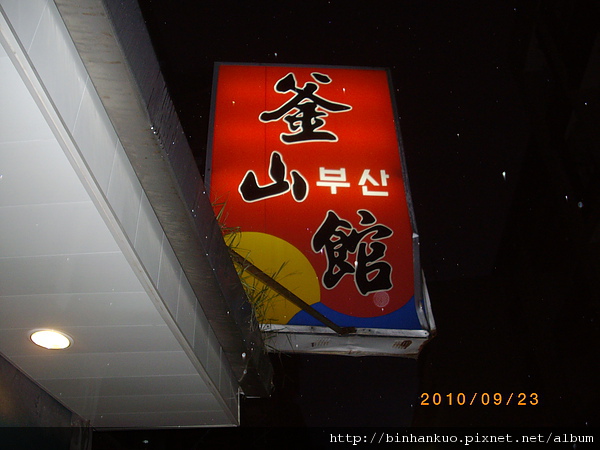 釜
山 부산
館
2010/09/23
http://binhankuo.pixnet.net/album